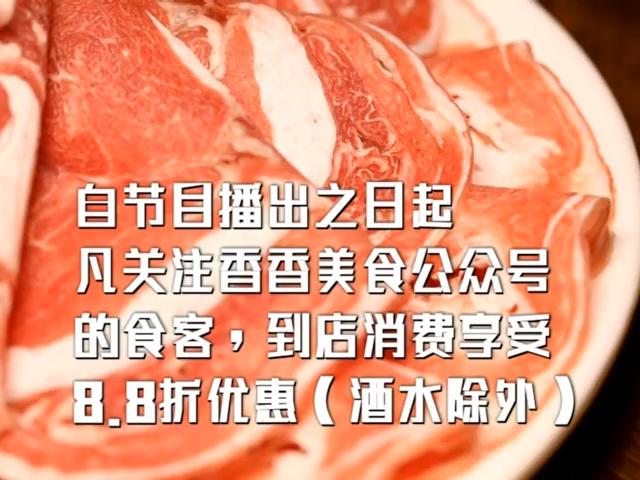 自节目播出之日起
凡关注香香美食公众号
的食客，到店消费享受
8.8折优惠（酒水除外）